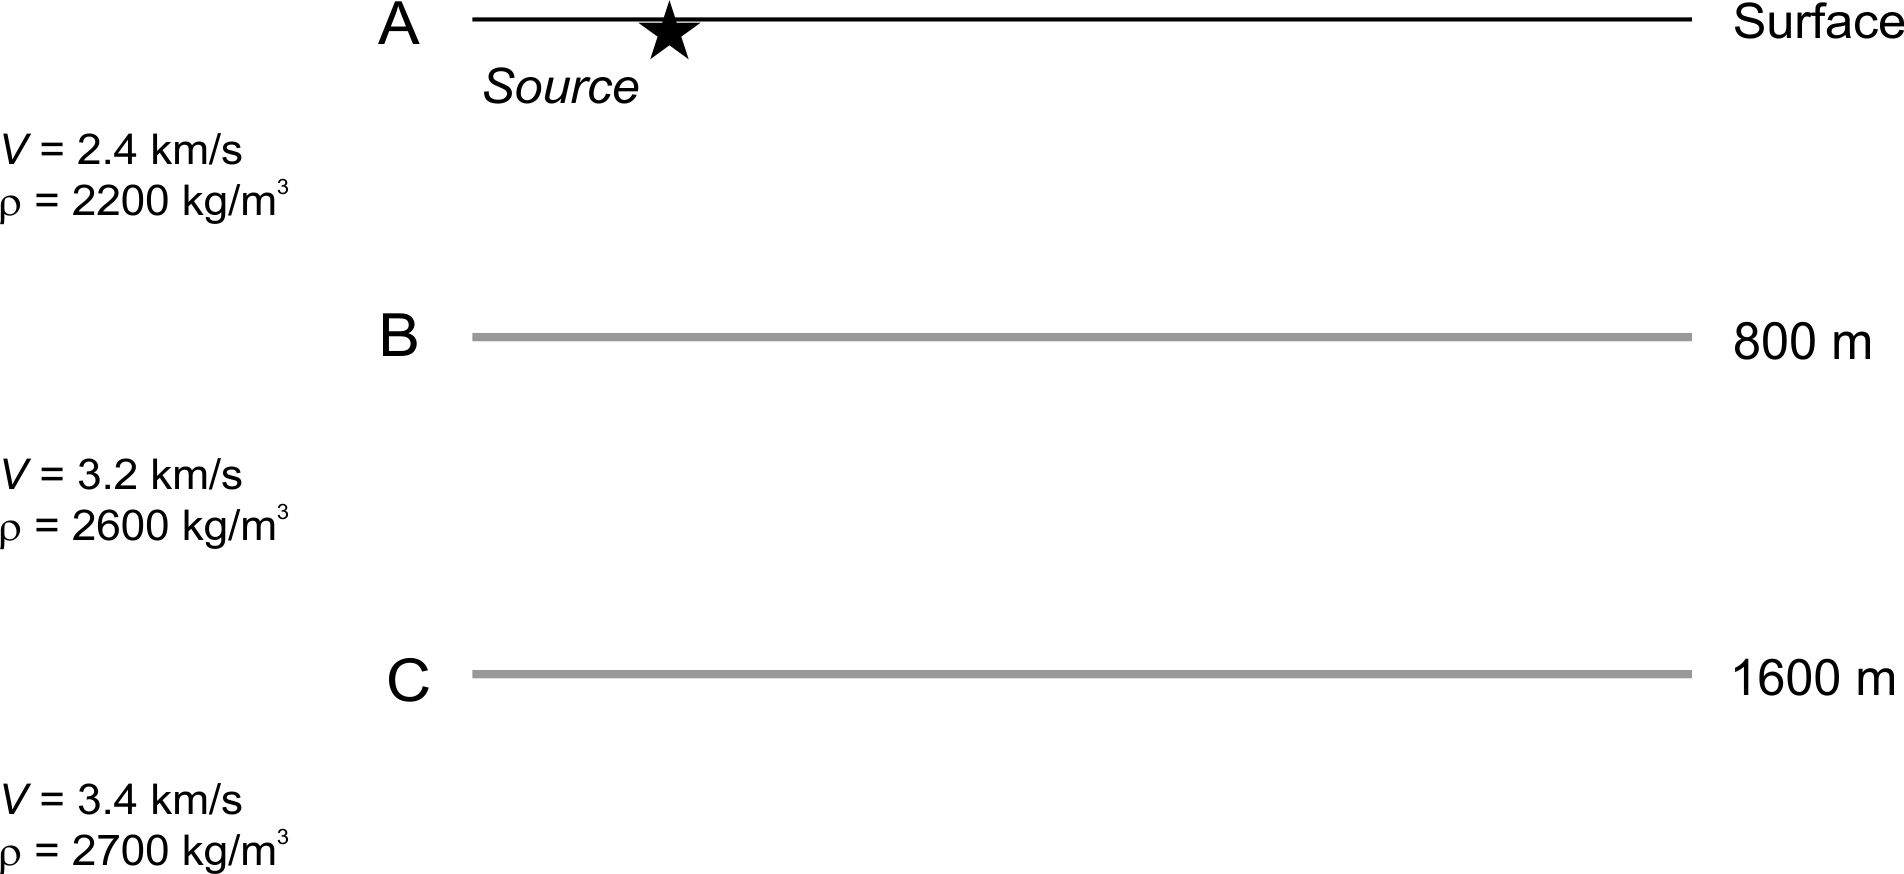 A
Surface
Source
V = 2.4 km/s
ρ = 2200 kg/m³
B
800 m
V = 3.2 km/s
ρ = 2600 kg/m³
C
1600 m
V = 3.4 km/s
ρ = 2700 kg/m³